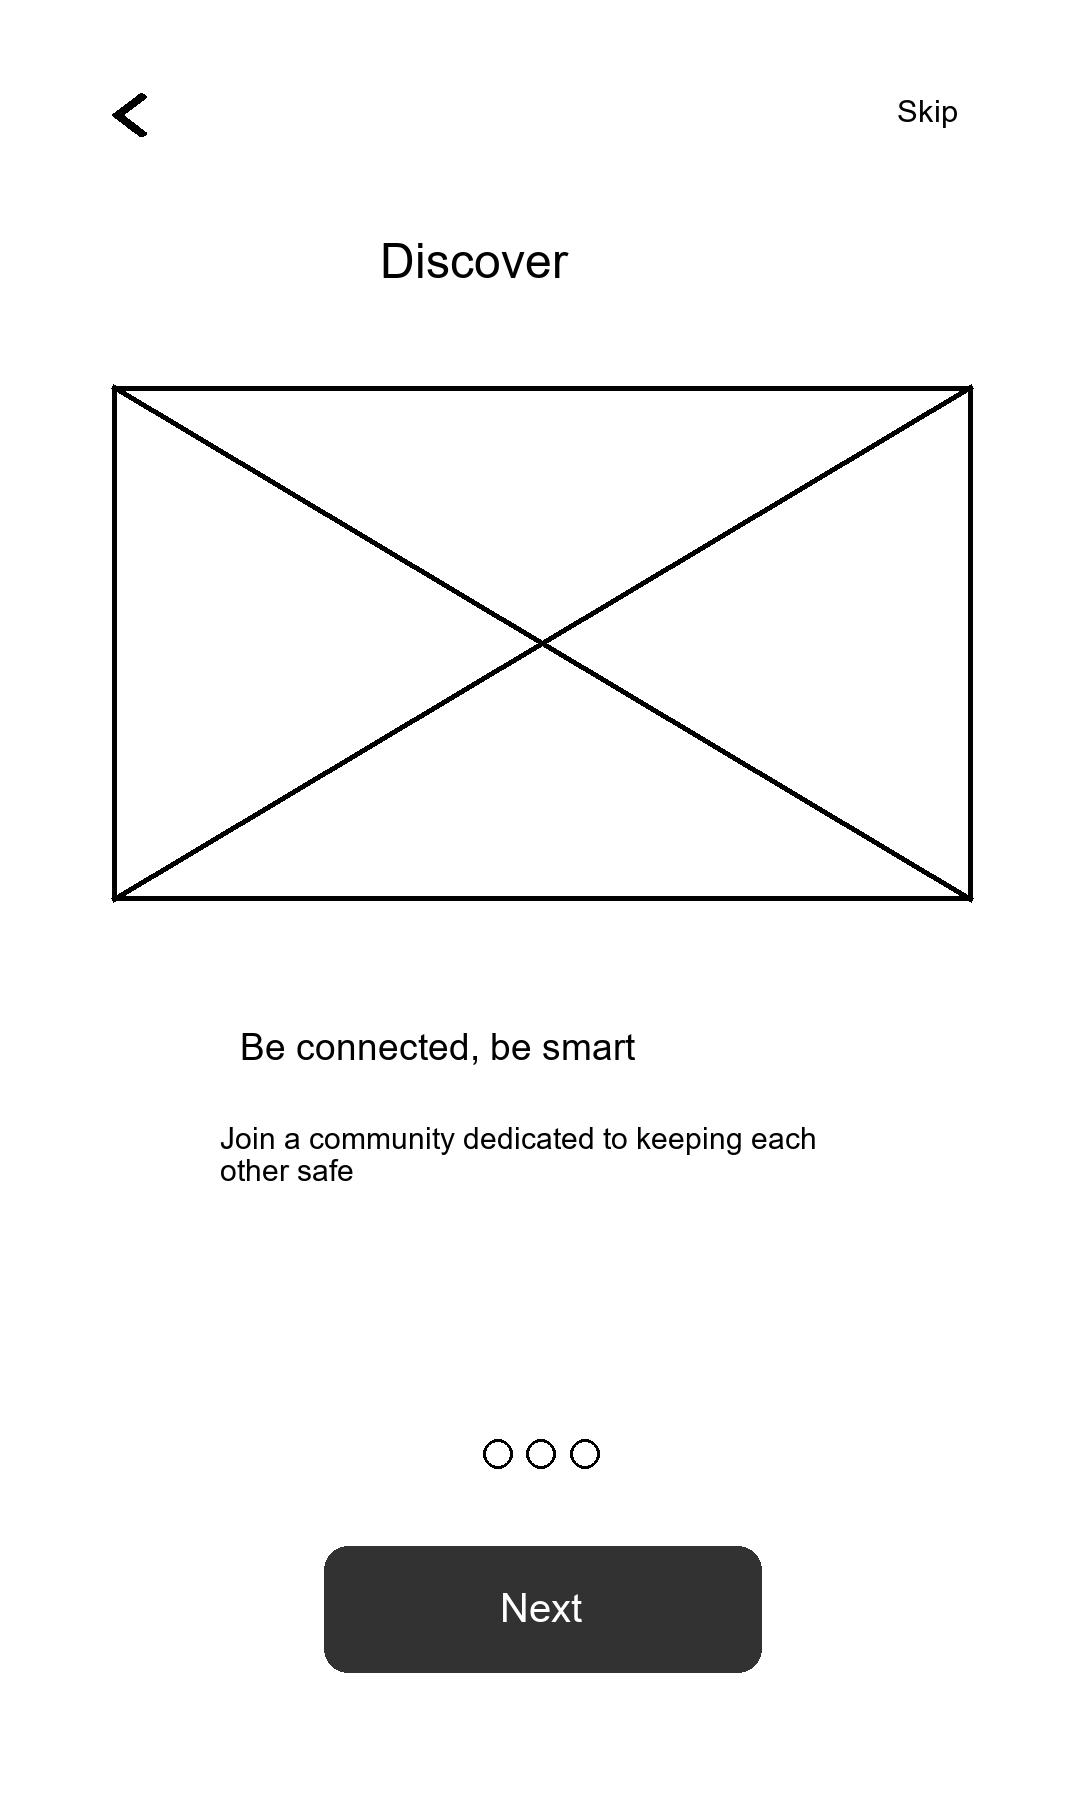 Skip
Discover
Be connected, be smart
Join a community dedicated to keeping each
other safe
Next